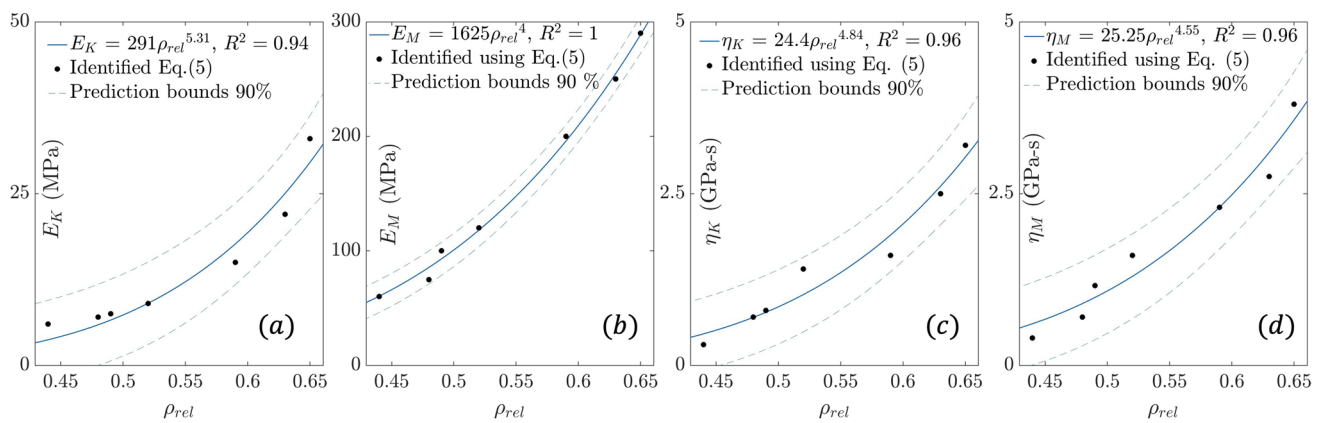 50
25
0
E_K (MPa)
E_K = 291ρ_rel^5.31, R² = 0.94
Identified Eq.(5)
Prediction bounds 90%
(a)
0.45 0.5 0.55 0.6 0.65
ρ_rel
300
200
100
0
E_M (MPa)
E_M = 1625ρ_rel^4, R² = 1
Identified using Eq.(5)
Prediction bounds 90 %
(b)
0.45 0.5 0.55 0.6 0.65
ρ_rel
5
2.5
0
η_K (GPa-s)
η_K = 24.4ρ_rel^4.84, R² = 0.96
Identified using Eq. (5)
Prediction bounds 90%
(c)
0.45 0.5 0.55 0.6 0.65
ρ_rel
5
2.5
0
η_M (GPa-s)
η_M = 25.25ρ_rel^4.55, R² = 0.96
Identified using Eq. (5)
Prediction bounds 90%
(d)
0.45 0.5 0.55 0.6 0.65
ρ_rel